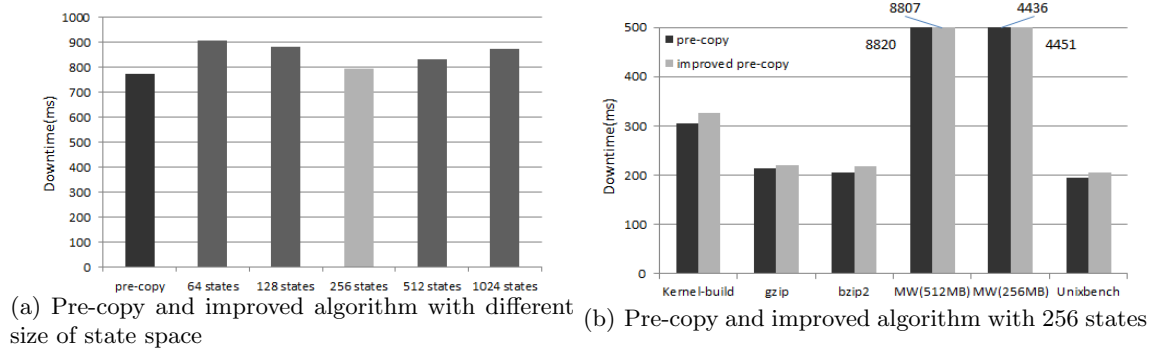 1000
900
800
700
600
500
400
300
200
100
0
Downtime(ms)
pre-copy 64 states 128 states 256 states 512 states 1024 states
(a) Pre-copy and improved algorithm with different
size of state space
8807 4436
8820 4451
500
400
300
200
100
0
Downtime(ms)
pre-copy
improved pre-copy
Kernel-build gzip bzip2 MW(512MB) MW(256MB) Unixbench
(b) Pre-copy and improved algorithm with 256 states